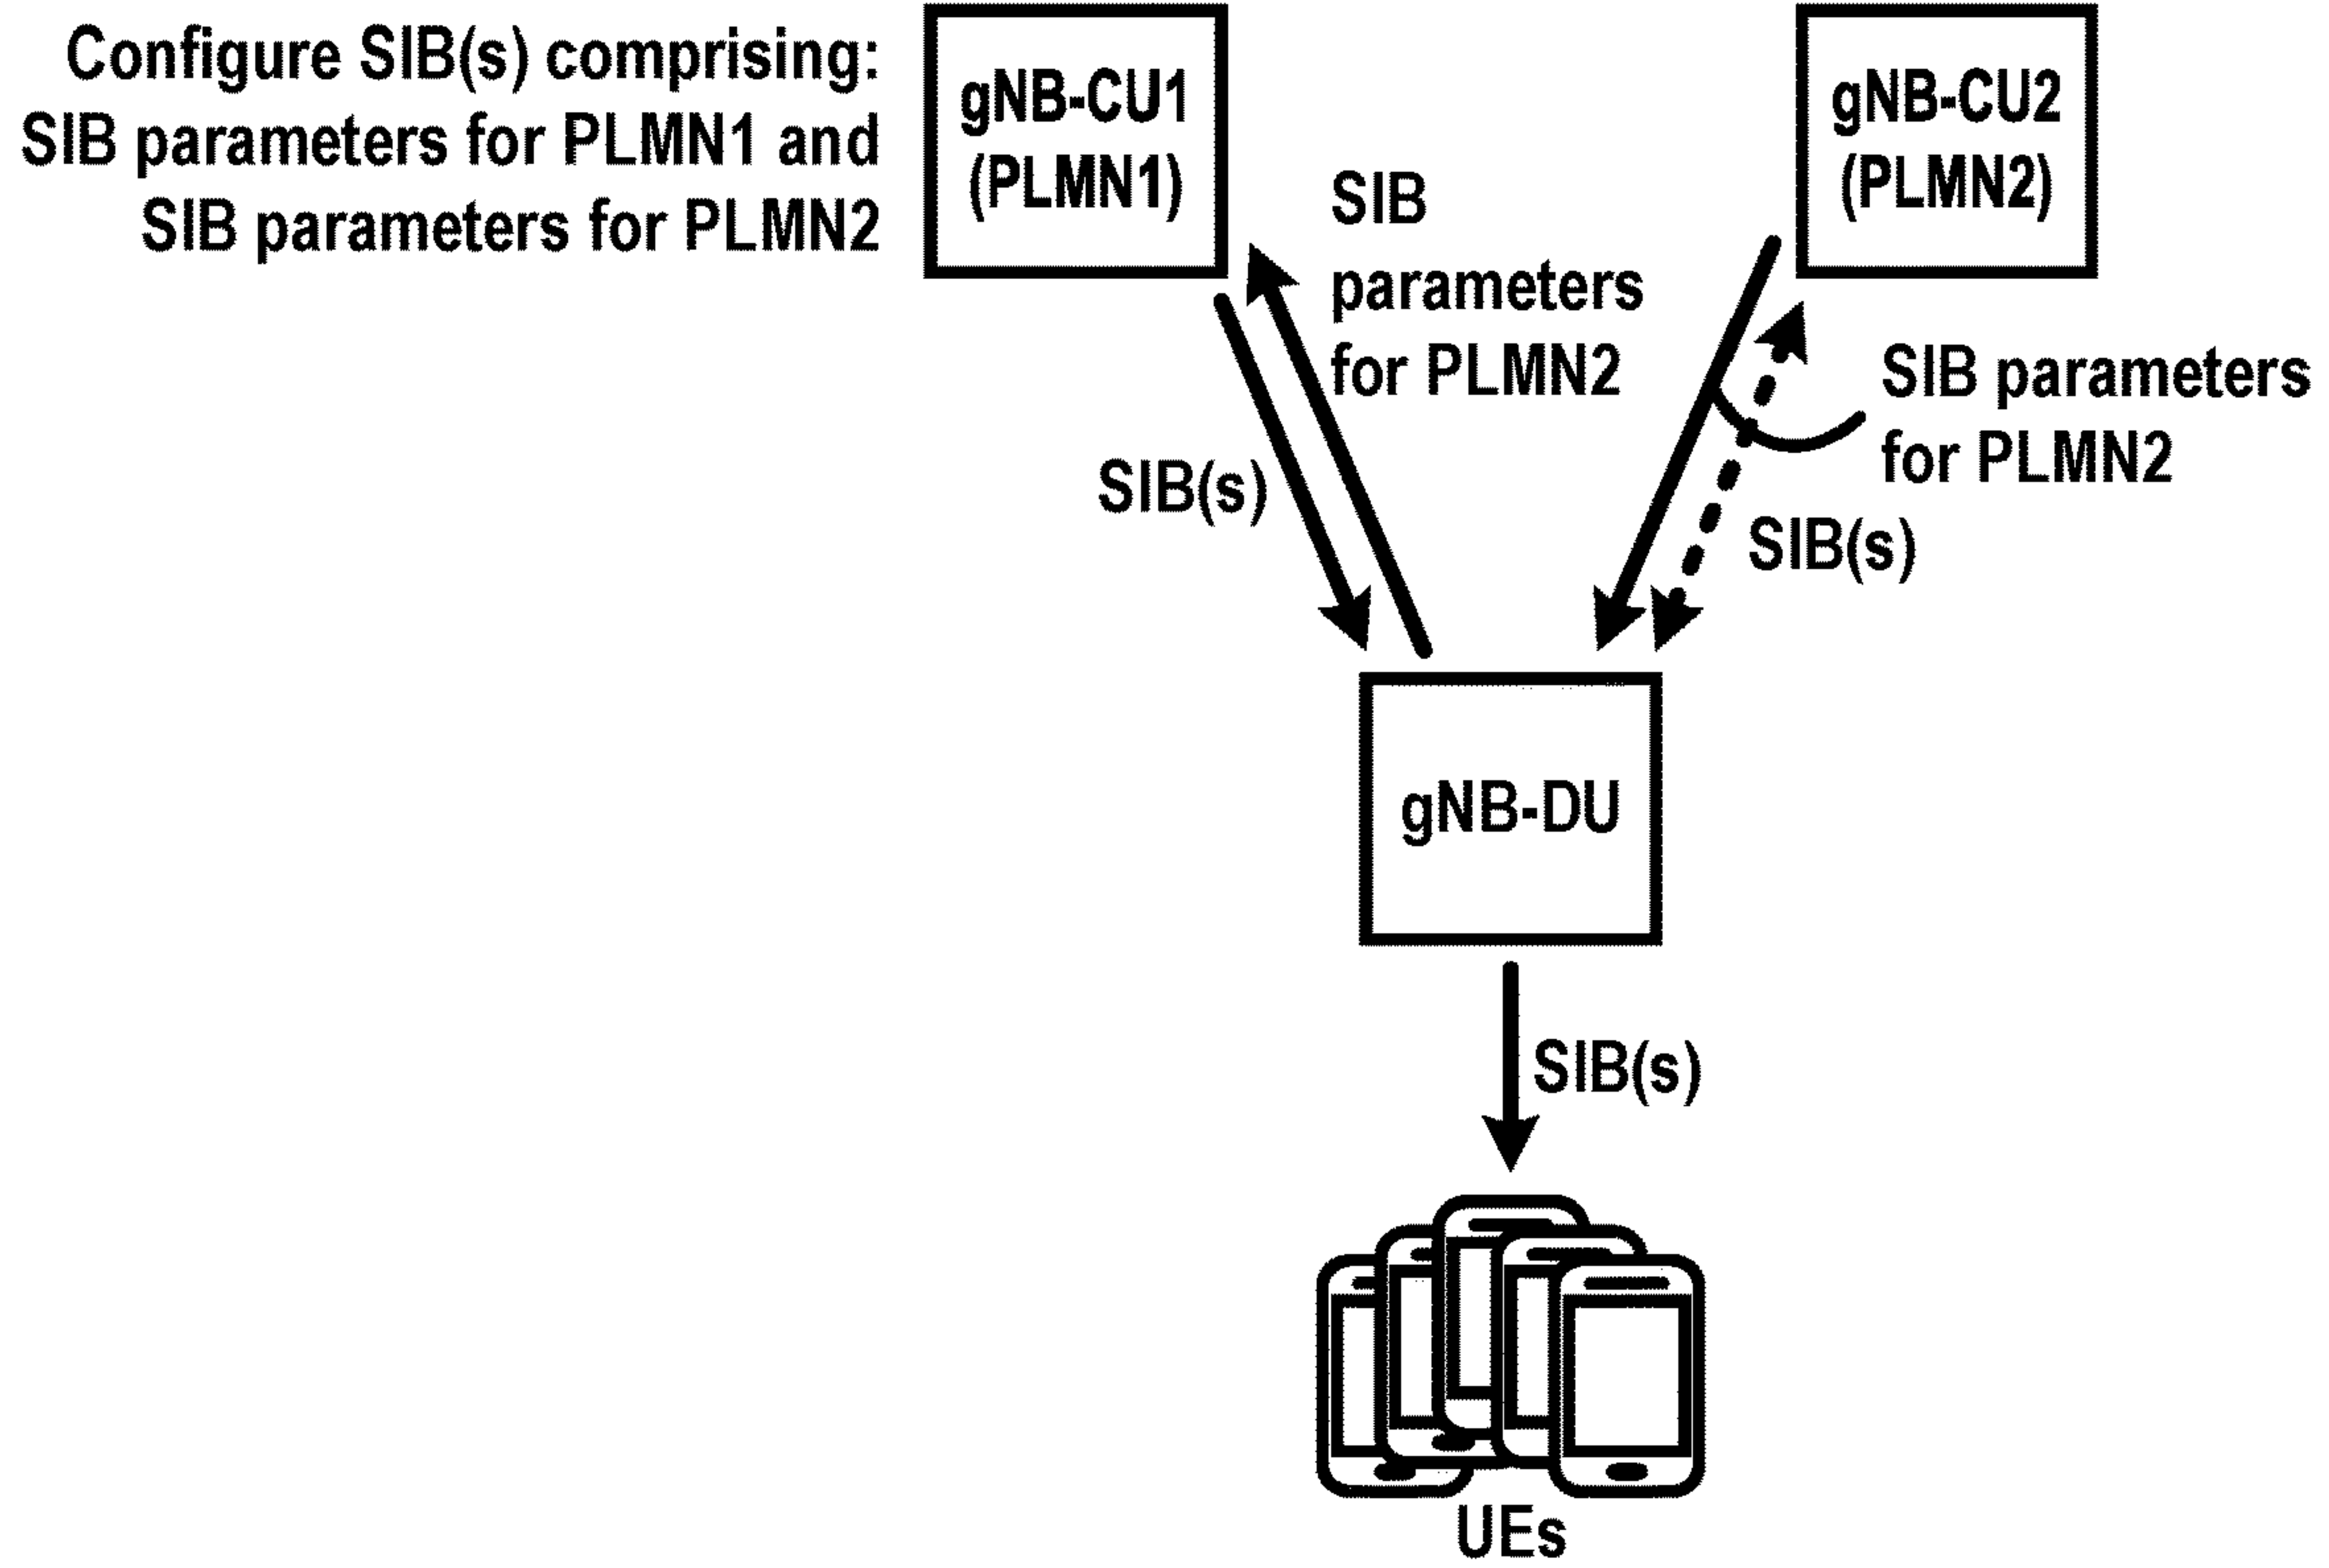 Configure SIB(s) comprising:
SIB parameters for PLMN1 and
SIB parameters for PLMN2
gNB-CU1
(PLMN1)
gNB-CU2
(PLMN2)
SIB
parameters
for PLMN2
SIB parameters
for PLMN2
SIB(s)
SIB(s)
gNB-DU
SIB(s)
UEs